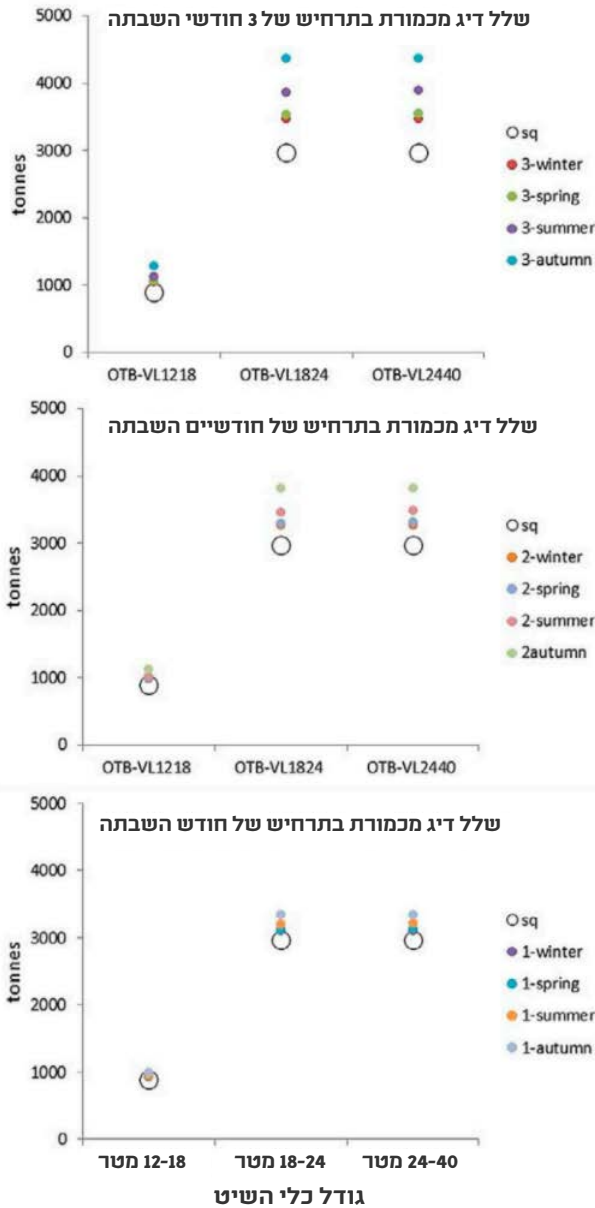 שלל דיג מכמורת בתרחיש של 3 חודשי השבתה
5000
4000
3000
2000
1000
0
tonnes
OTB-VL1218 OTB-VL1824 OTB-VL2440
sq
3-winter
3-spring
3-summer
3-autumn
שלל דיג מכמורת בתרחיש של חודשיים השבתה
5000
4000
3000
2000
1000
0
tonnes
OTB-VL1218 OTB-VL1824 OTB-VL2440
sq
2-winter
2-spring
2-summer
2autumn
שלל דיג מכמורת בתרחיש של חודש השבתה
5000
4000
3000
2000
1000
0
tonnes
12-18 מטר 18-24 מטר 24-40 מטר
גודל כלי השיט
sq
1-winter
1-spring
1-summer
1-autumn